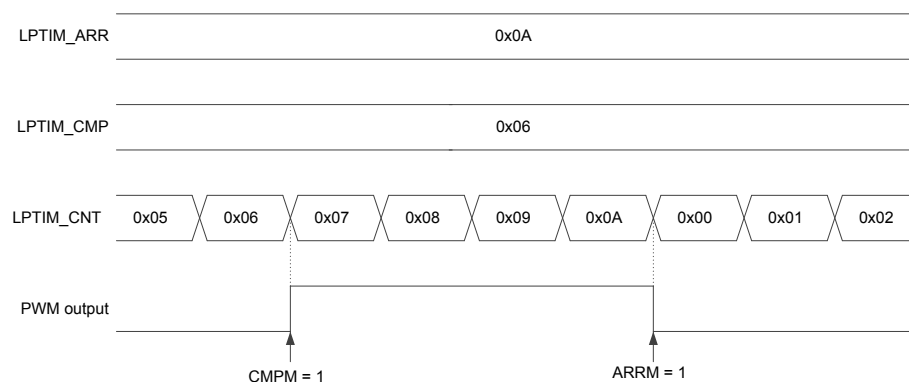 LPTIM_ARR 0x0A
LPTIM_CMP 0x06
LPTIM_CNT 0x05 0x06 0x07 0x08 0x09 0x0A 0x00 0x01 0x02
PWM output
CMPM = 1 ARRM = 1